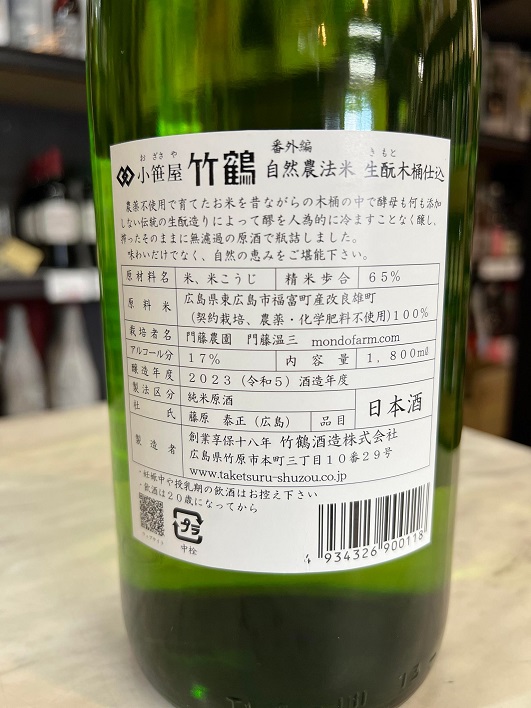 番外編
おざさや きもと
小笹屋 竹鶴 自然農法米 生酛木桶仕込
農薬不使用で育てたお米を昔ながらの木桶の中で酵母も何も添加
しない伝統の生酛造りによって醪を人為的に冷ますことなく醸し、
搾ったそのままに無濾過の原酒で瓶詰しました。
味わいだけでなく、自然の恵みをご堪能下さい。
原材料名 米、米こうじ 精米歩合 65%
原料米 広島県東広島市福富町産改良雄町
(契約栽培、農薬・化学肥料不使用)100%
栽培者名 門藤農園 門藤温三 mondofarm.com
アルコール分 17% 内容量 1,800ml
醸造年度 2023(令和5)酒造年度
製法区分 純米原酒
杜氏 藤原 泰正(広島) 品目 日本酒
製造者 創業享保十八年 竹鶴酒造株式会社
広島県竹原市本町三丁目10番29号
www.taketsuru-shuzou.co.jp
・妊娠中や授乳期の飲酒はお控え下さい
・飲酒は20歳になってから
プラ
中栓
4 934326 900118